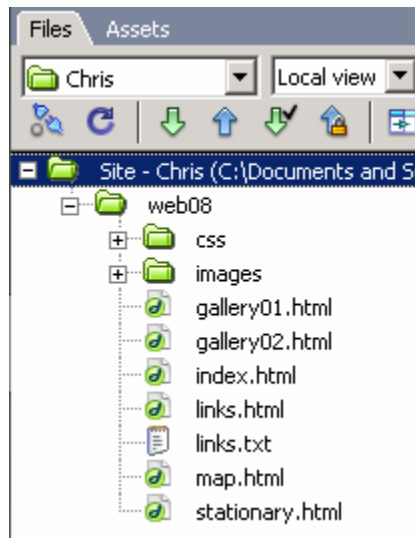 Files Assets
Chris Local view
Site - Chris (C:\Documents and S
web08
css
images
gallery01.html
gallery02.html
index.html
links.html
links.txt
map.html
stationary.html